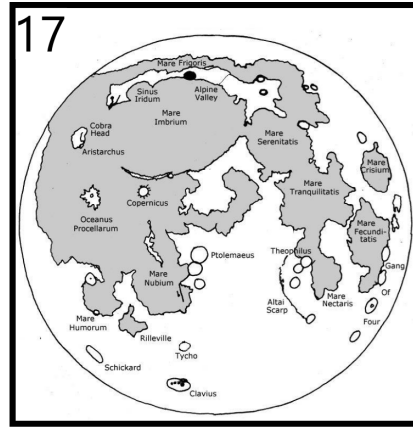 17
Mare Frigoris
Sinus
Iridum
Alpine
Valley
Mare
Imbrium
Cobra
Head
Aristarchus
Mare
Serenitatis
Mare
Crisium
Copernicus
Oceanus
Procellarum
Mare
Tranquilitatis
Mare
Fecundi-
tatis
Ptolemaeus
Theophilus
Gang
Of
Four
Mare
Nubium
Altai
Scarp
Mare
Nectaris
Mare
Humorum
Rilleville
Tycho
Schickard
Clavius